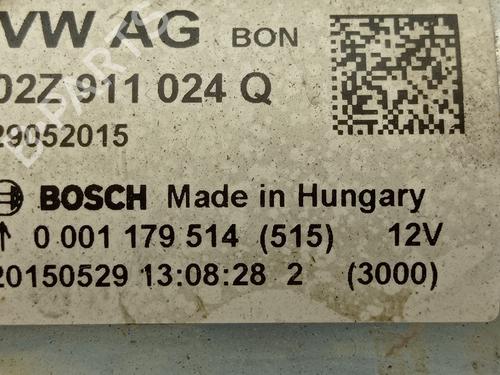 VW AG BON
02Z 911 024 Q
29052015
BOSCH Made in Hungary
0 001 179 514 (515) 12V
20150529 13:08:28 2 (3000)